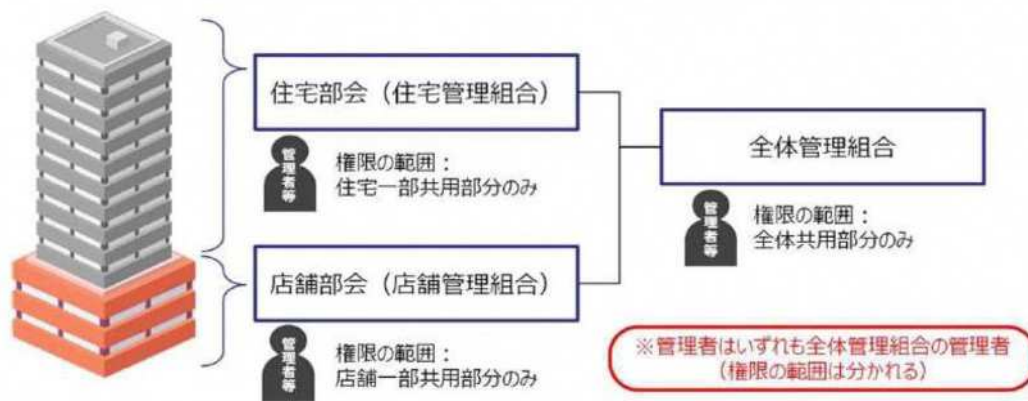 住宅部会（住宅管理組合）
管理者等
権限の範囲：
住宅一部共用部分のみ
店舗部会（店舗管理組合）
管理者等
権限の範囲：
店舗一部共用部分のみ
全体管理組合
管理者等
権限の範囲：
全体共用部分のみ
※管理者はいずれも全体管理組合の管理者
（権限の範囲は分かれる）